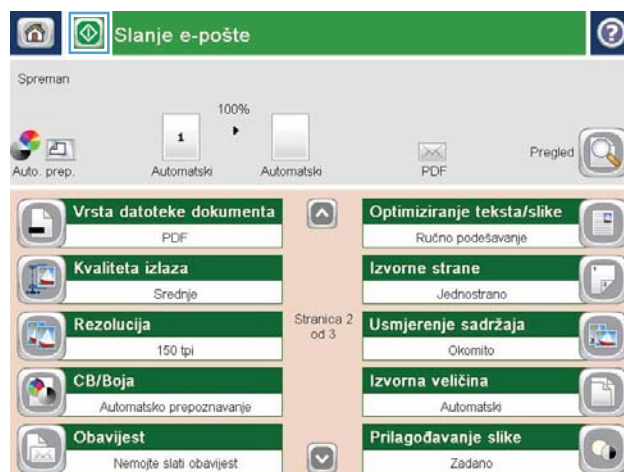 Slanje e-pošte
?
Spreman
100%
1
Auto. prep.
Automatski
Automatski
PDF
Pregled
Vrsta datoteke dokumenta
PDF
Kvaliteta izlaza
Srednje
Rezolucija
150 tpi
CB/Boja
Automatsko prepoznavanje
Obavijest
Nemojte slati obavijest
Stranica 2
od 3
Optimiziranje teksta/slike
Ručno podešavanje
Izvorne strane
Jednostrano
Usmjerenje sadržaja
Okomito
Izvorna veličina
Automatski
Prilagođavanje slike
Zadano